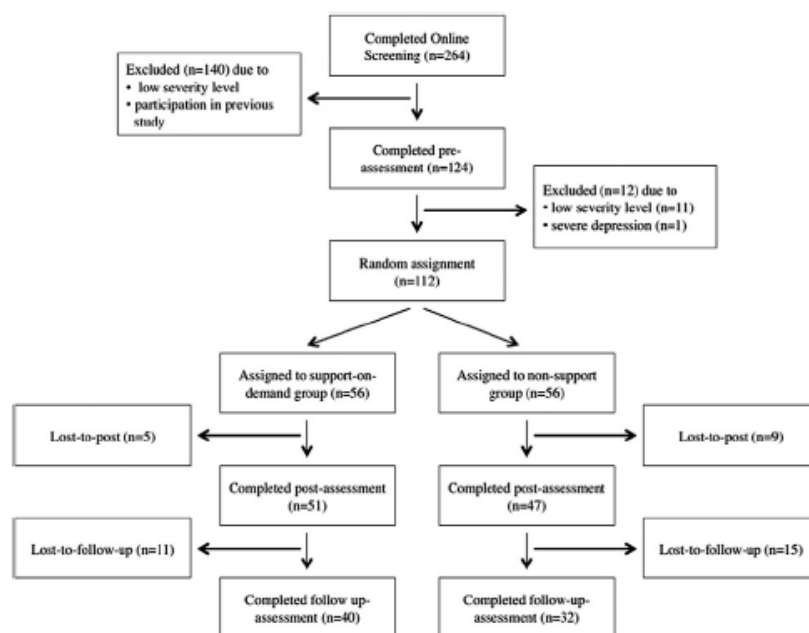 Completed Online
Screening (n=264)
Excluded (n=140) due to
• low severity level
• participation in previous
study
Completed pre-
assessment (n=124)
Excluded (n=12) due to
• low severity level (n=11)
• severe depression (n=1)
Random assignment
(n=112)
Assigned to support-on-
demand group (n=56)
Assigned to non-support
group (n=56)
Lost-to-post (n=5)
Lost-to-post (n=9)
Completed post-assessment
(n=51)
Completed post-assessment
(n=47)
Lost-to-follow-up (n=11)
Lost-to-follow-up (n=15)
Completed follow up-
assessment (n=40)
Completed follow-up-
assessment (n=32)